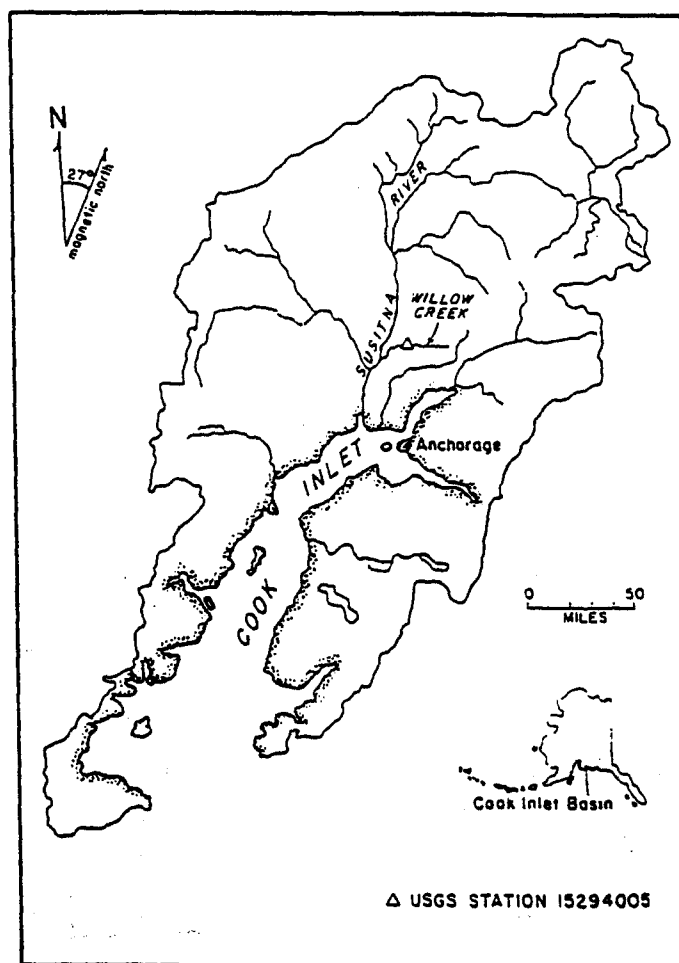 N
27°
magnetic north
RIVER
SUSITNA
WILLOW
CREEK
Anchorage
INLET
COOK
0 50
MILES
Cook Inlet Basin
△ USGS STATION 15294005